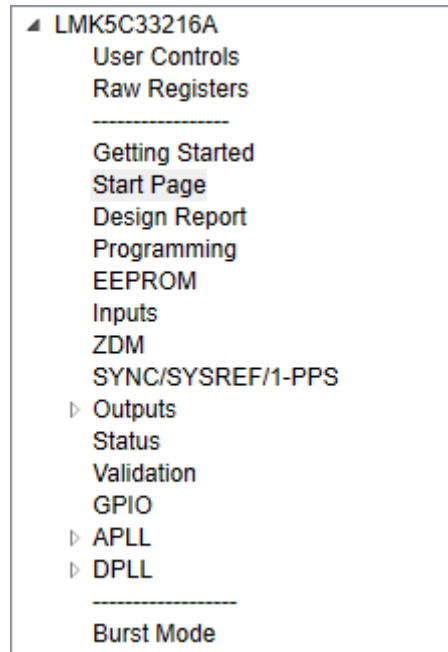 LMK5C33216A
User Controls
Raw Registers
-----------------
Getting Started
Start Page
Design Report
Programming
EEPROM
Inputs
ZDM
SYNC/SYSREF/1-PPS
Outputs
Status
Validation
GPIO
APLL
DPLL
------------------
Burst Mode